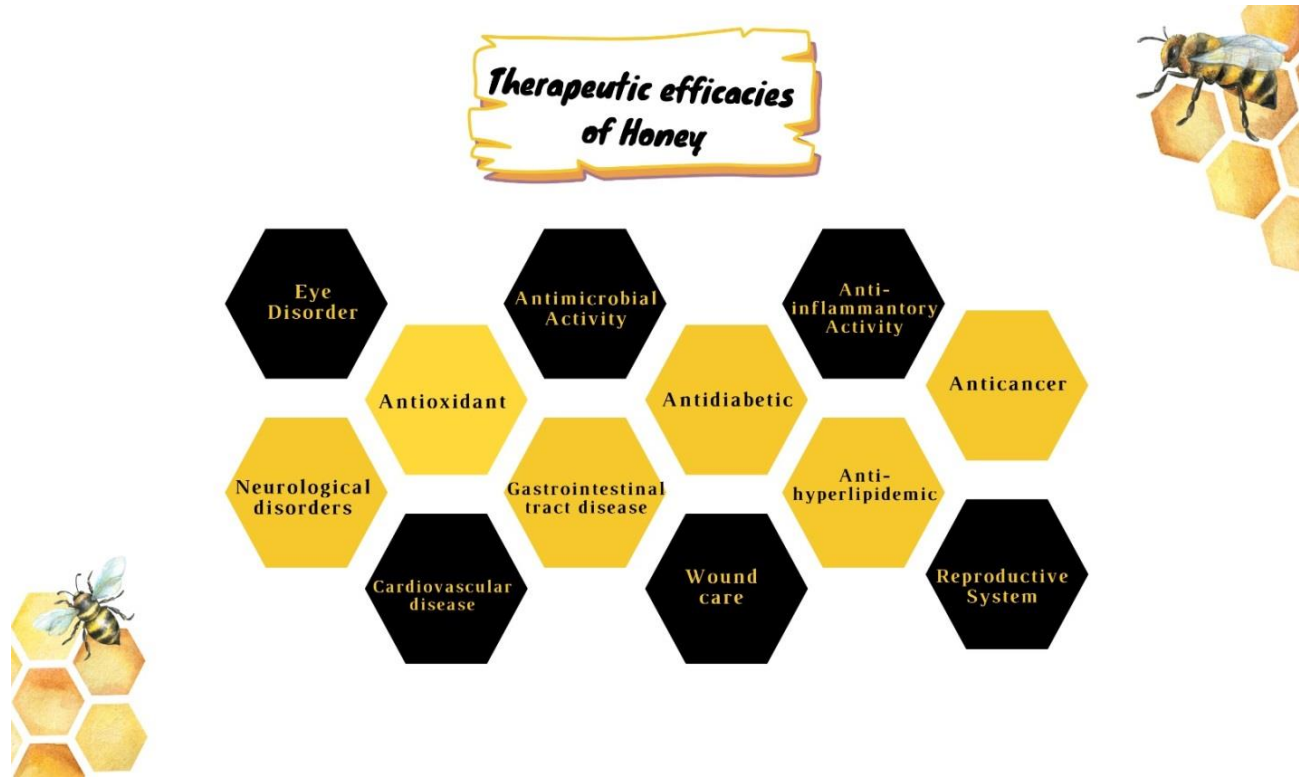 Therapeutic efficacies
of Honey
Eye
Disorder
Antimicrobial
Activity
Anti-
inflammantory
Activity
Antioxidant
Antidiabetic
Anticancer
Neurological
disorders
Gastrointestinal
tract disease
Anti-
hyperlipidemic
Cardiovascular
disease
Wound
care
Reproductive
System